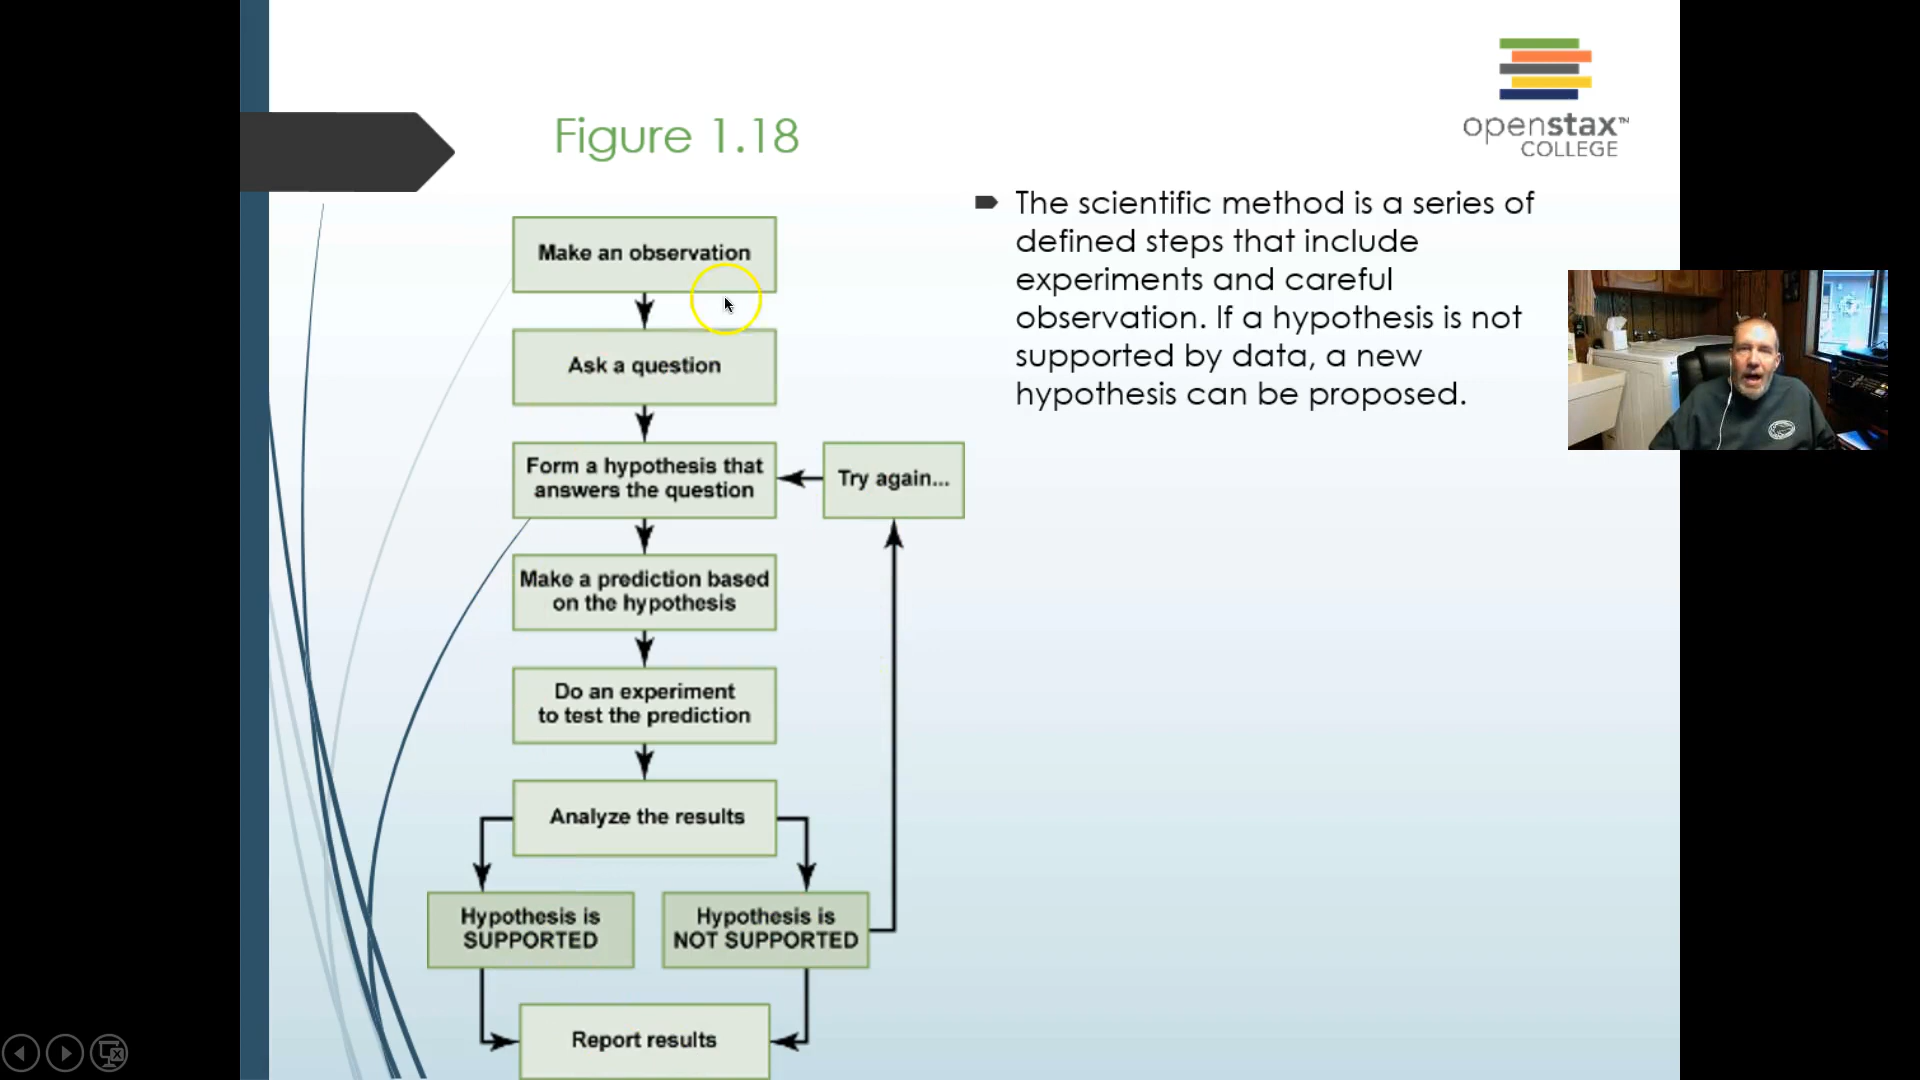 Figure 1.18
openstax™
COLLEGE
The scientific method is a series of
defined steps that include
experiments and careful
observation. If a hypothesis is not
supported by data, a new
hypothesis can be proposed.
Make an observation
Ask a question
Form a hypothesis that
answers the question
Try again...
Make a prediction based
on the hypothesis
Do an experiment
to test the prediction
Analyze the results
Hypothesis is
SUPPORTED
Hypothesis is
NOT SUPPORTED
Report results